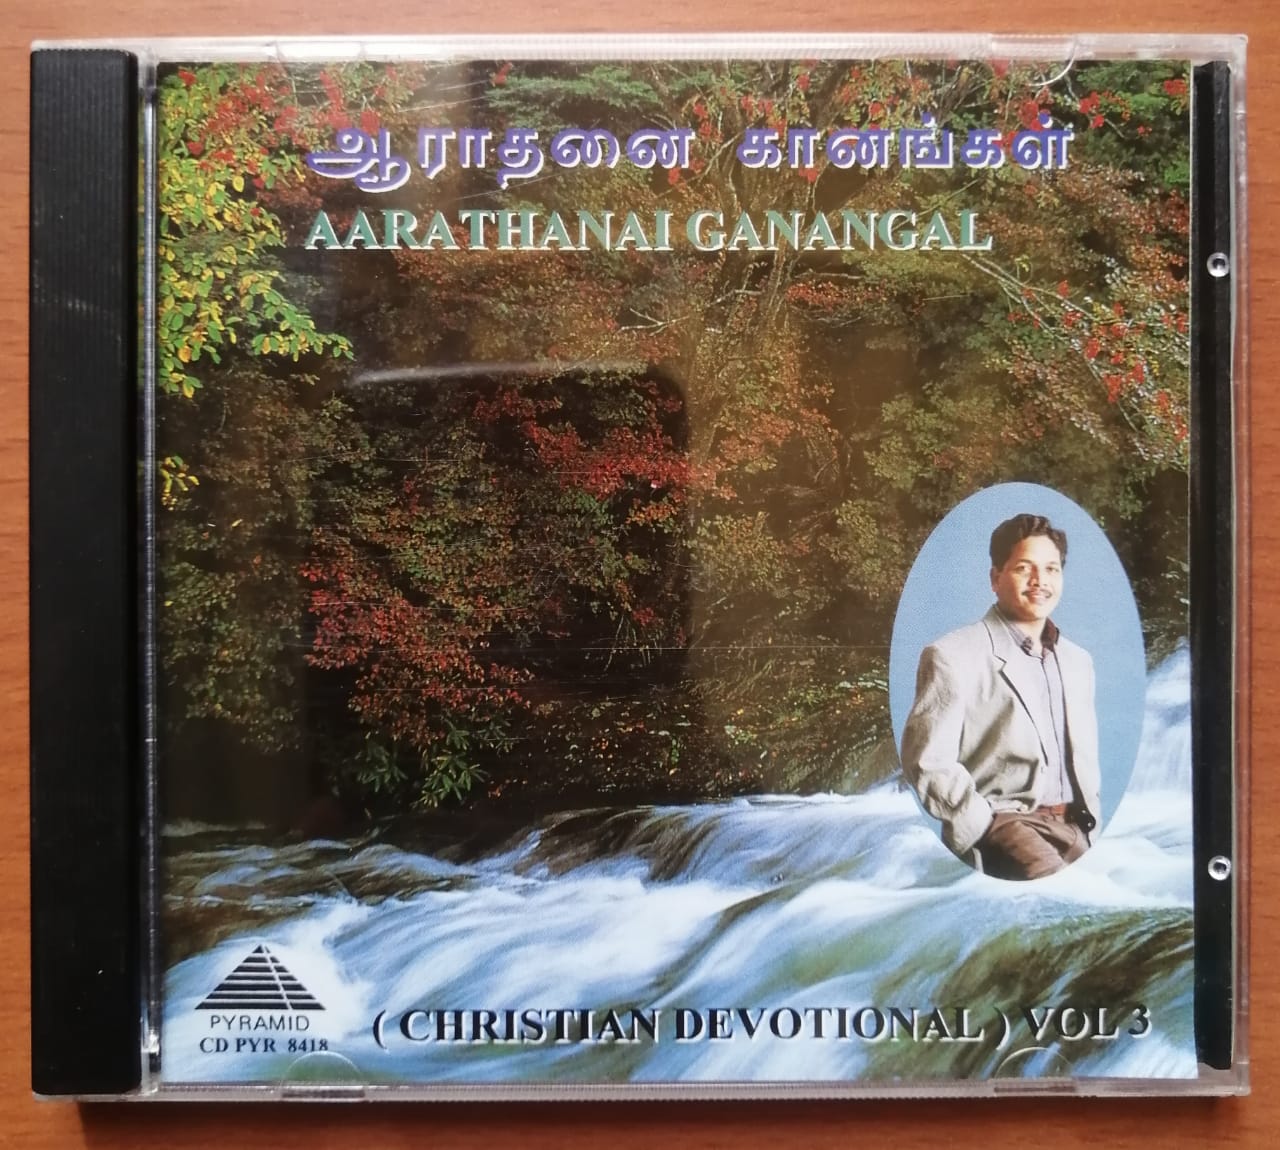 ஆராதனை கானங்கள்
AARATHANAI GANANGAL
PYRAMID
CD PYR 8418
( CHRISTIAN DEVOTIONAL ) VOL 3